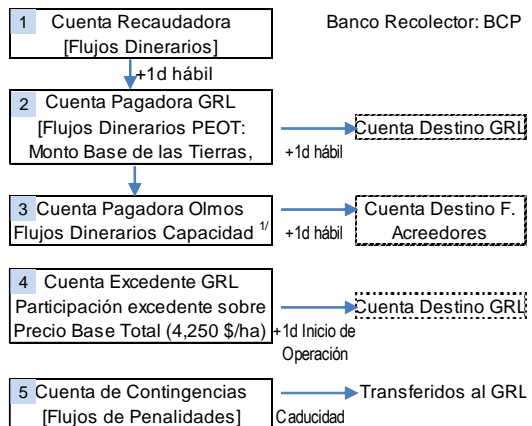 1 Cuenta Recaudadora
[Flujos Dinerarios]
Banco Recolector: BCP
+1d hábil
2 Cuenta Pagadora GRL
[Flujos Dinerarios PEOT:
Monto Base de las Tierras,
+1d hábil
Cuenta Destino GRL
3 Cuenta Pagadora Olmos
Flujos Dinerarios Capacidad 1/
+1d hábil
Cuenta Destino F.
Acreedores
4 Cuenta Excedente GRL
Participación excedente sobre
Precio Base Total (4,250 $/ha)
+1d Inicio de
Operación
Cuenta Destino GRL
5 Cuenta de Contingencias
[Flujos de Penalidades]
Caducidad
Transferidos al GRL